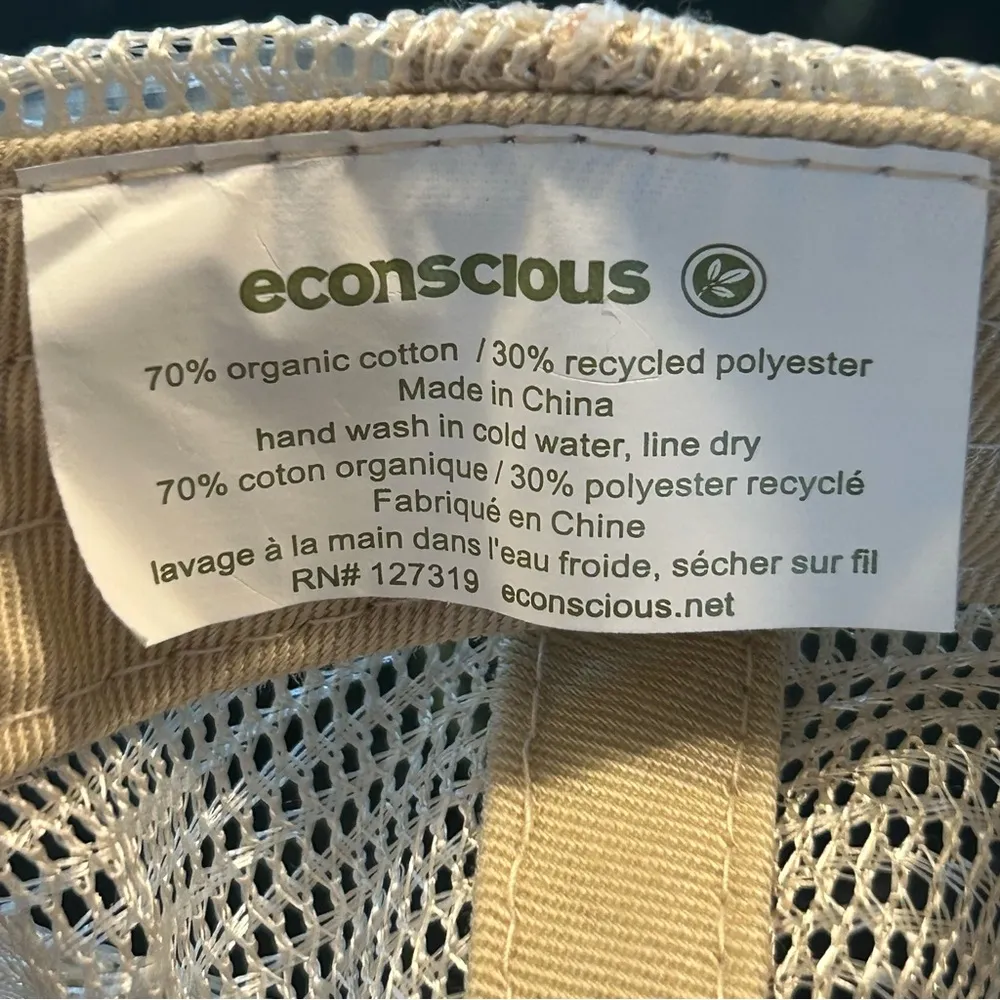 econscious
70% organic cotton / 30% recycled polyester
Made in China
hand wash in cold water, line dry
70% coton organique / 30% polyester recyclé
Fabriqué en Chine
lavage à la main dans l'eau froide, sécher sur fil
RN# 127319 econscious.net